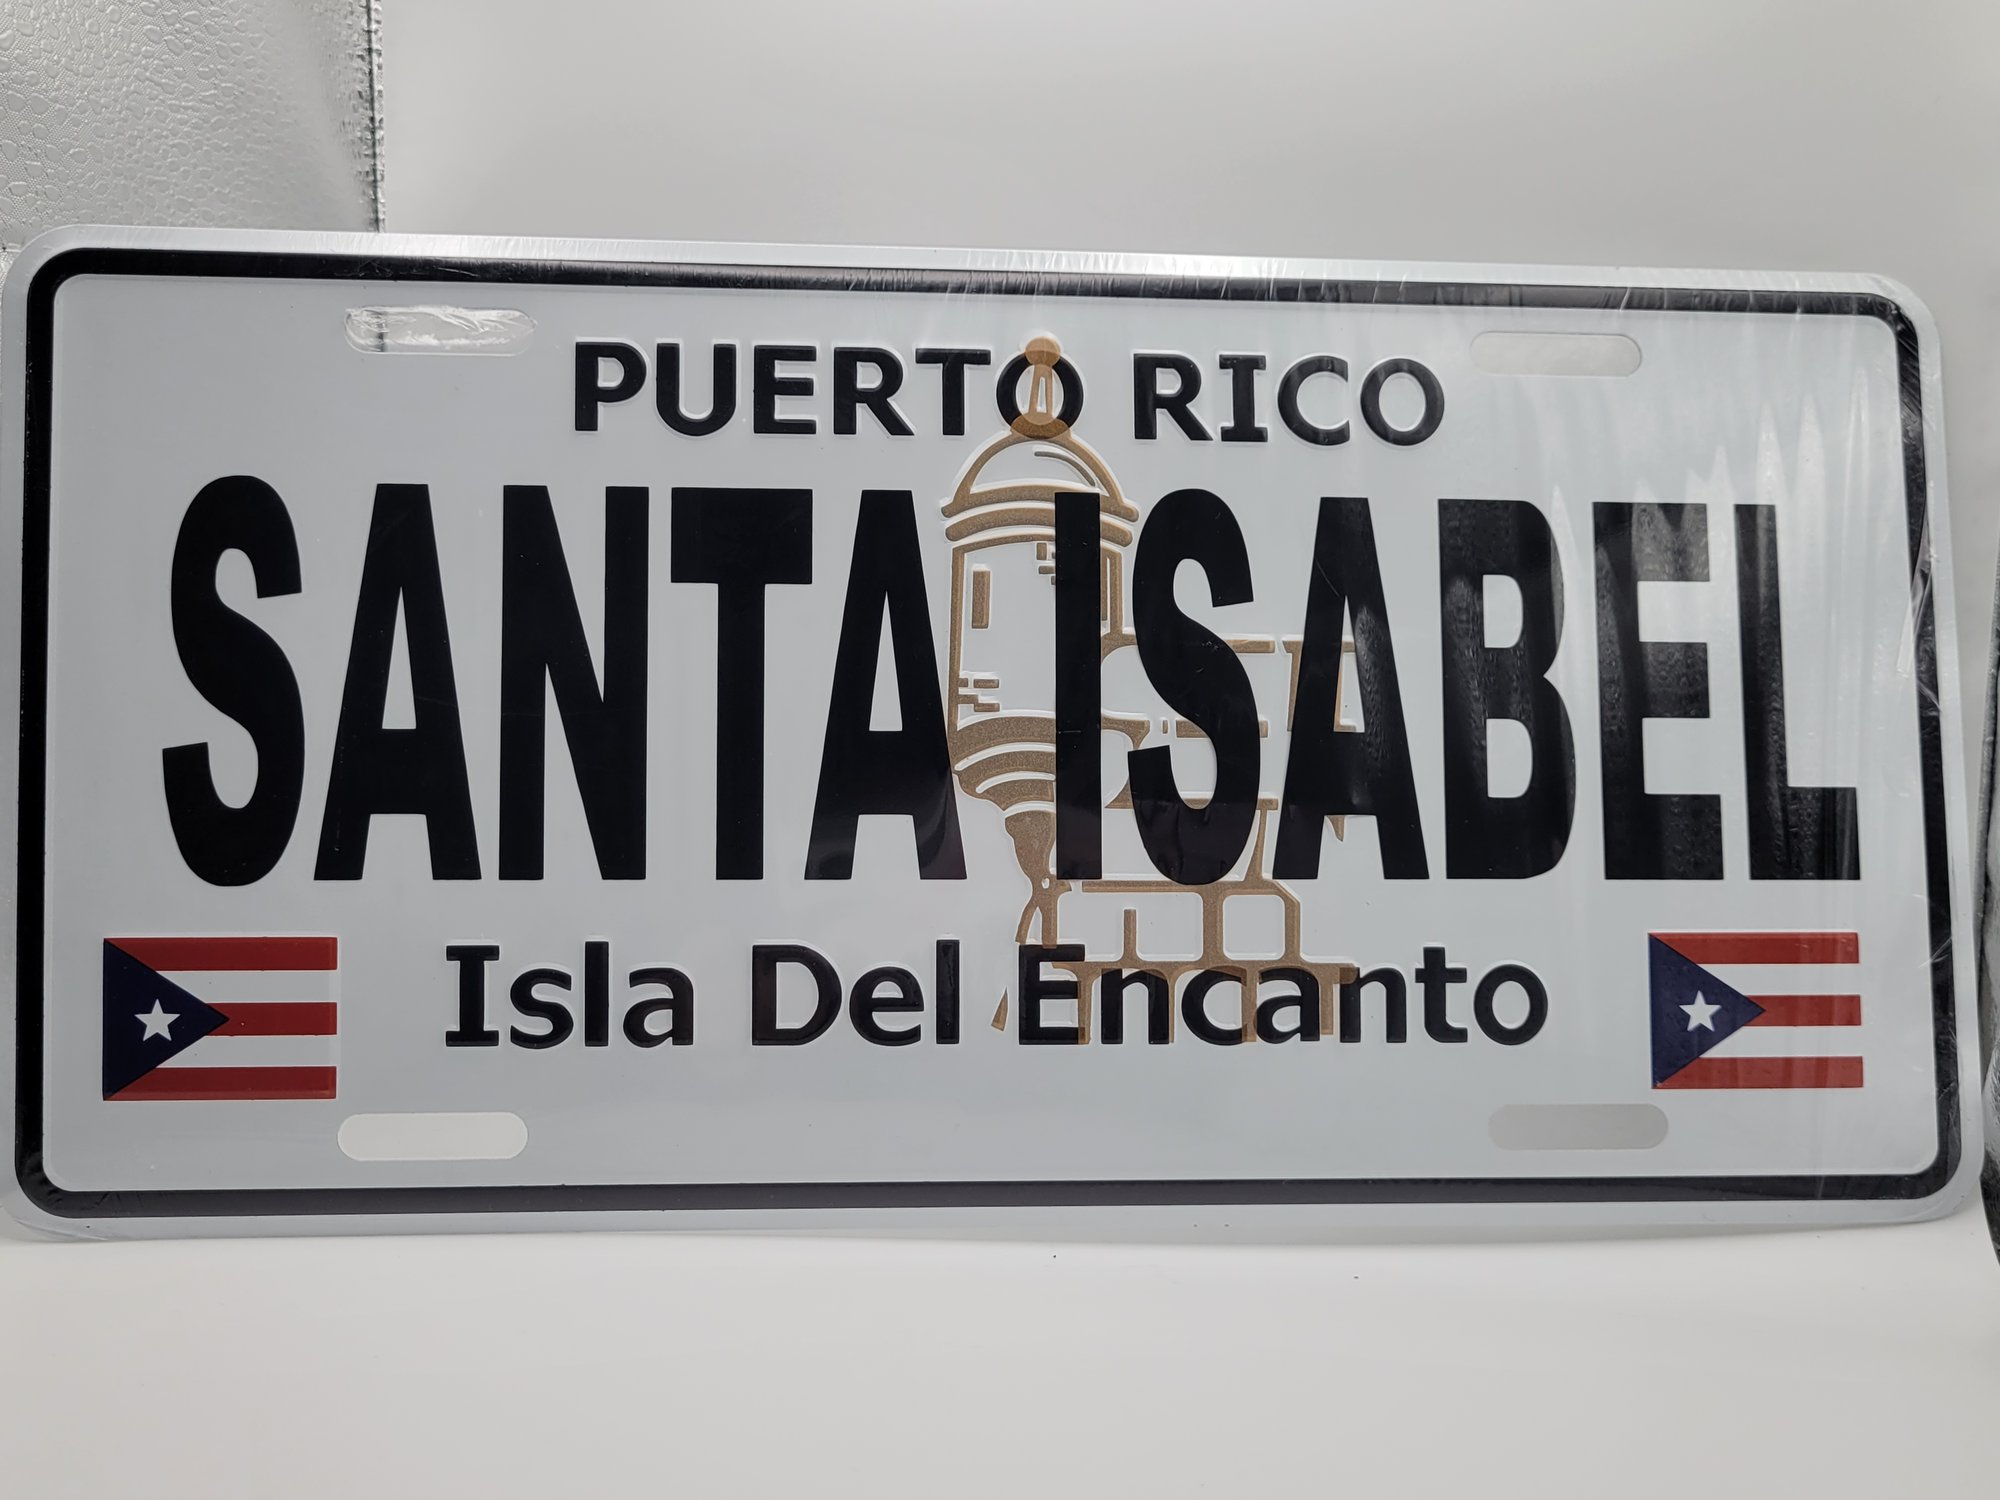 PUERTO RICO
SANTA ISABEL
Isla Del Encanto